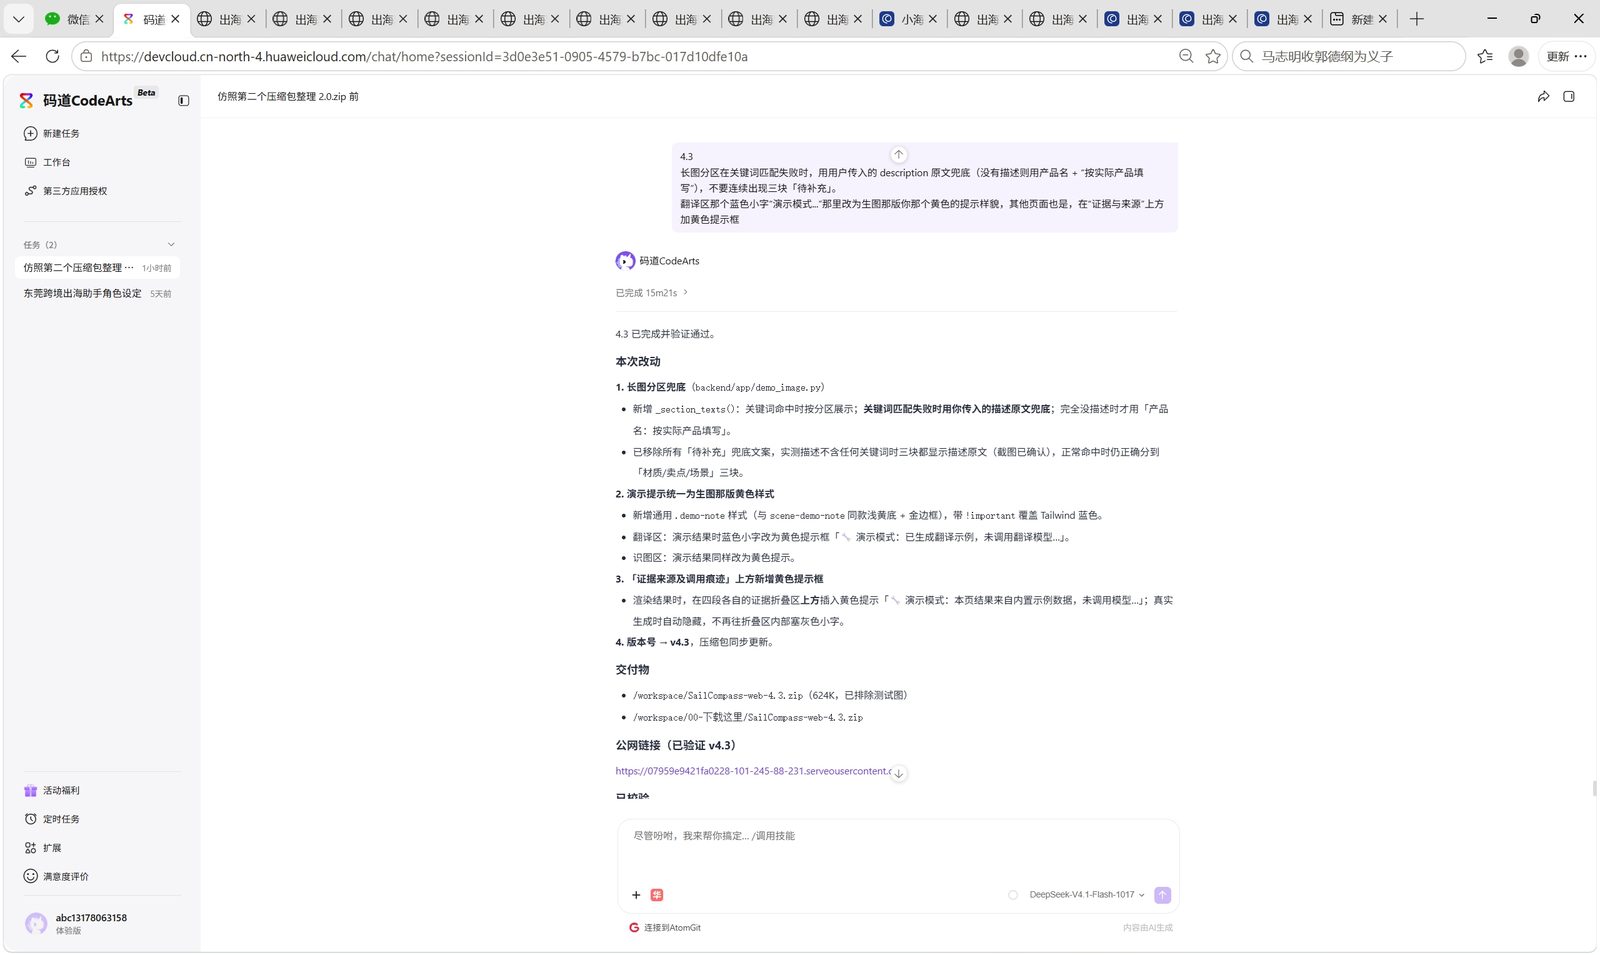 微信
码道
出海
出海
出海
出海
出海
出海
出海
出海
出海
小海
出海
出海
出海
出海
出海
新建
https://devcloud.cn-north-4.huaweicloud.com/chat/home?sessionId=3d0e3e51-0905-4579-b7bc-017d10dfe10a
马志明收郭德纲为义子
更新
码道CodeArts
Beta
仿照第二个压缩包整理 2.0.zip 前
新建任务
工作台
第三方应用授权
任务（2）
仿照第二个压缩包整理 ··· 1小时前
东莞跨境出海助手角色设定 5天前
4.3
长图分区在关键词匹配失败时，用用户传入的 description 原文兜底（没有描述则用产品名 + “按实际产品填
写”），不要连续出现三块「待补充」。
翻译区那个蓝色小字“演示模式...”那里改为生图那版你那个黄色的提示样貌，其他页面也是，在“证据与来源”上方
加黄色提示框
码道CodeArts
已完成 15m21s
4.3 已完成并验证通过。
本次改动
1. 长图分区兜底（backend/app/demo_image.py）
新增 _section_texts()：关键词命中时按分区展示；关键词匹配失败时用你传入的描述原文兜底；完全没描述时才用「产品
名：按实际产品填写」。
已移除所有「待补充」兜底文案，实测描述不含任何关键词时三块都显示描述原文（截图已确认），正常命中时仍正确分到
「材质/卖点/场景」三块。
2. 演示提示统一为生图那版黄色样式
新增通用 .demo-note 样式（与 scene-demo-note 同款浅黄底 + 金边框），带 !important 覆盖 Tailwind 蓝色。
翻译区：演示结果时蓝色小字改为黄色提示框「🔧 演示模式：已生成翻译示例，未调用翻译模型...」。
识图区：演示结果同样改为黄色提示。
3. 「证据来源及调用痕迹」上方新增黄色提示框
渲染结果时，在四段各自的证据折叠区上方插入黄色提示「🔧 演示模式：本页结果来自内置示例数据，未调用模型...」；真实
生成时自动隐藏，不再往折叠区内部塞灰色小字。
4. 版本号 → v4.3，压缩包同步更新。
交付物
/workspace/SailCompass-web-4.3.zip（624K，已排除测试图）
/workspace/00-下载这里/SailCompass-web-4.3.zip
公网链接（已验证 v4.3）
https://07959e9421fa0228-101-245-88-231.serveousercontent.c
已校验
尽管吩咐，我来帮你搞定... /调用技能
DeepSeek-V4.1-Flash-1017
连接到AtomGit
内容由AI生成
活动福利
定时任务
扩展
满意度评价
abc13178063158
体验版